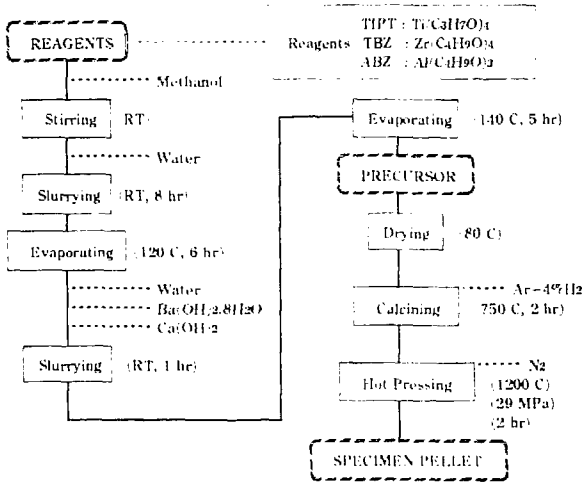 REAGENTS
Reagents
TIPT : Ti(C3H7O)4
TBZ : Zr(C4H9O)4
ABZ : Al(C4H9O)3
Methanol
Stirring (RT)
Water
Slurrying (RT, 8 hr)
Evaporating (120 C, 6 hr)
Water
Ba(OH)2.8H2O
Ca(OH)2
Slurrying (RT, 1 hr)
Evaporating (140 C, 5 hr)
PRECURSOR
Drying (80 C)
Ar-4%H2
Calcining 750 C, 2 hr)
N2
Hot Pressing (1200 C)
(29 MPa)
(2 hr)
SPECIMEN PELLET